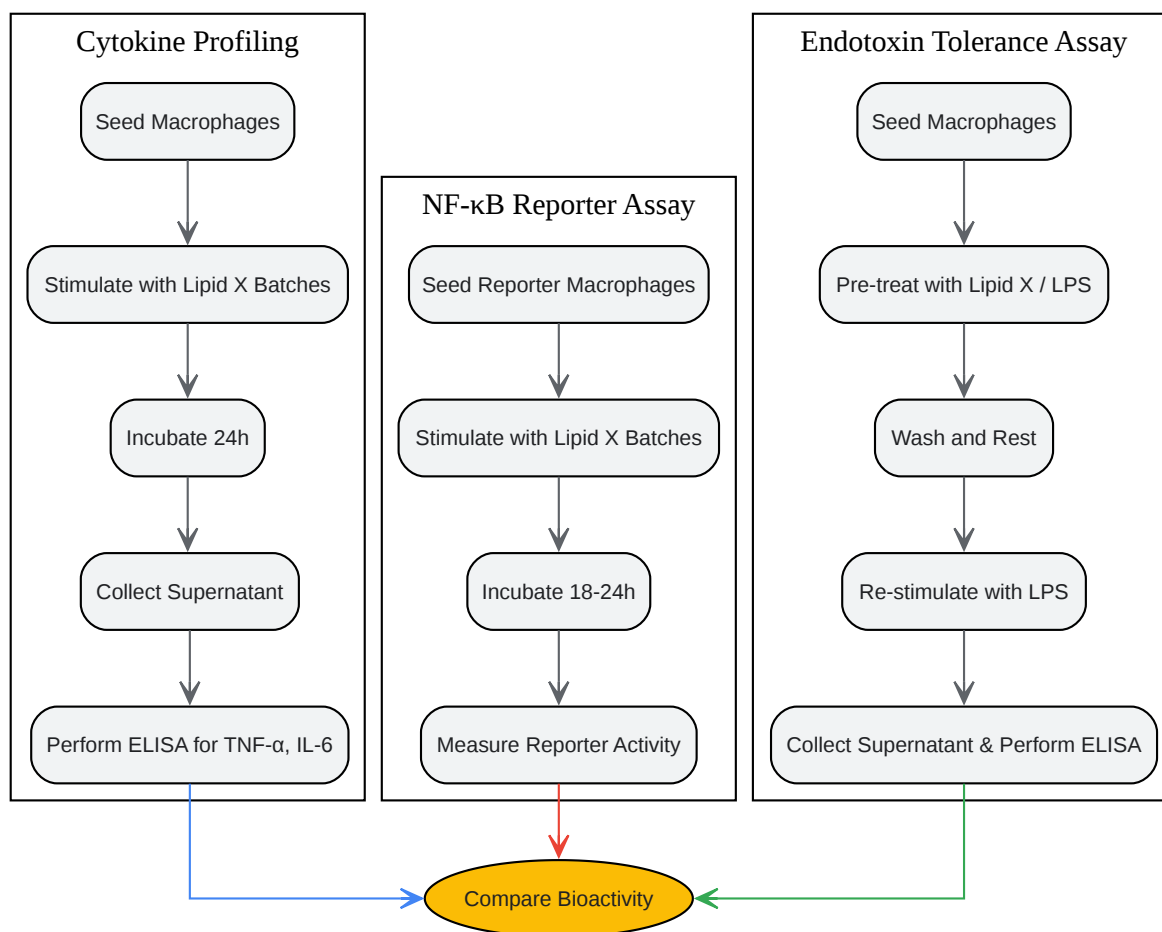 Cytokine Profiling
Seed Macrophages
Stimulate with Lipid X Batches
Incubate 24h
Collect Supernatant
Perform ELISA for TNF-α, IL-6
NF-κB Reporter Assay
Seed Reporter Macrophages
Stimulate with Lipid X Batches
Incubate 18-24h
Measure Reporter Activity
Endotoxin Tolerance Assay
Seed Macrophages
Pre-treat with Lipid X / LPS
Wash and Rest
Re-stimulate with LPS
Collect Supernatant & Perform ELISA
Compare Bioactivity